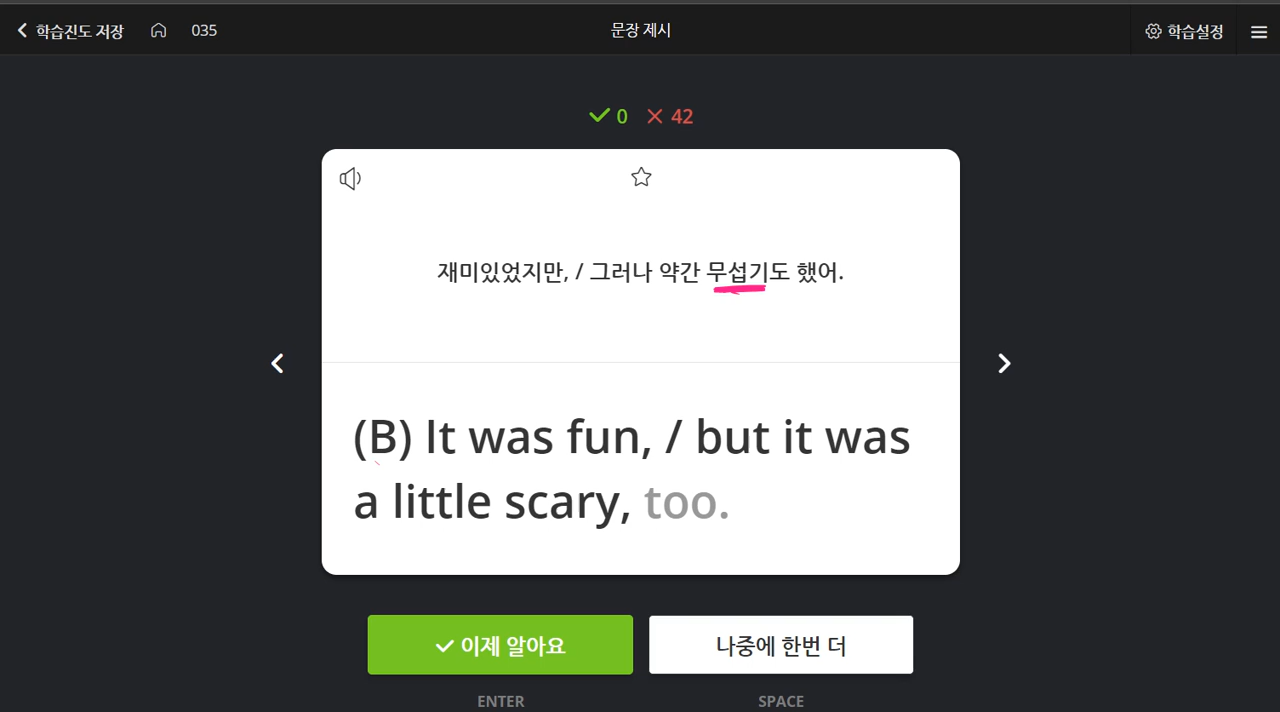 학습진도 저장 035 문장 제시 학습설정
0 42
재미있었지만, / 그러나 약간 무섭기도 했어.
(B) It was fun, / but it was
a little scary, too.
이제 알아요 나중에 한번 더
ENTER SPACE